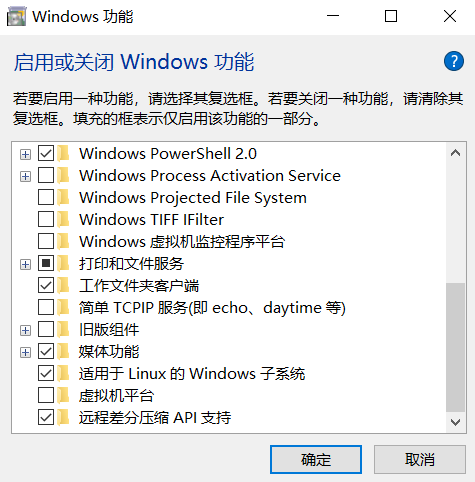 Windows 功能
启用或关闭 Windows 功能
?
若要启用一种功能，请选择其复选框。若要关闭一种功能，请清除其
复选框。填充的框表示仅启用该功能的一部分。
Windows PowerShell 2.0
Windows Process Activation Service
Windows Projected File System
Windows TIFF IFilter
Windows 虚拟机监控程序平台
打印和文件服务
工作文件夹客户端
简单 TCPIP 服务(即 echo、daytime 等)
旧版组件
媒体功能
适用于 Linux 的 Windows 子系统
虚拟机平台
远程差分压缩 API 支持
确定
取消